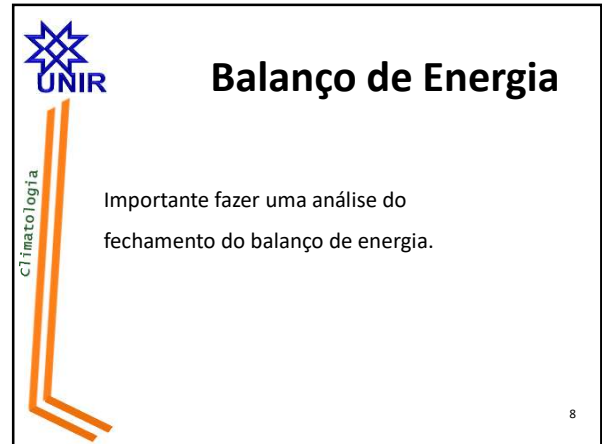 UNIR
Balanço de Energia
Climatologia
Importante fazer uma análise do
fechamento do balanço de energia.
8